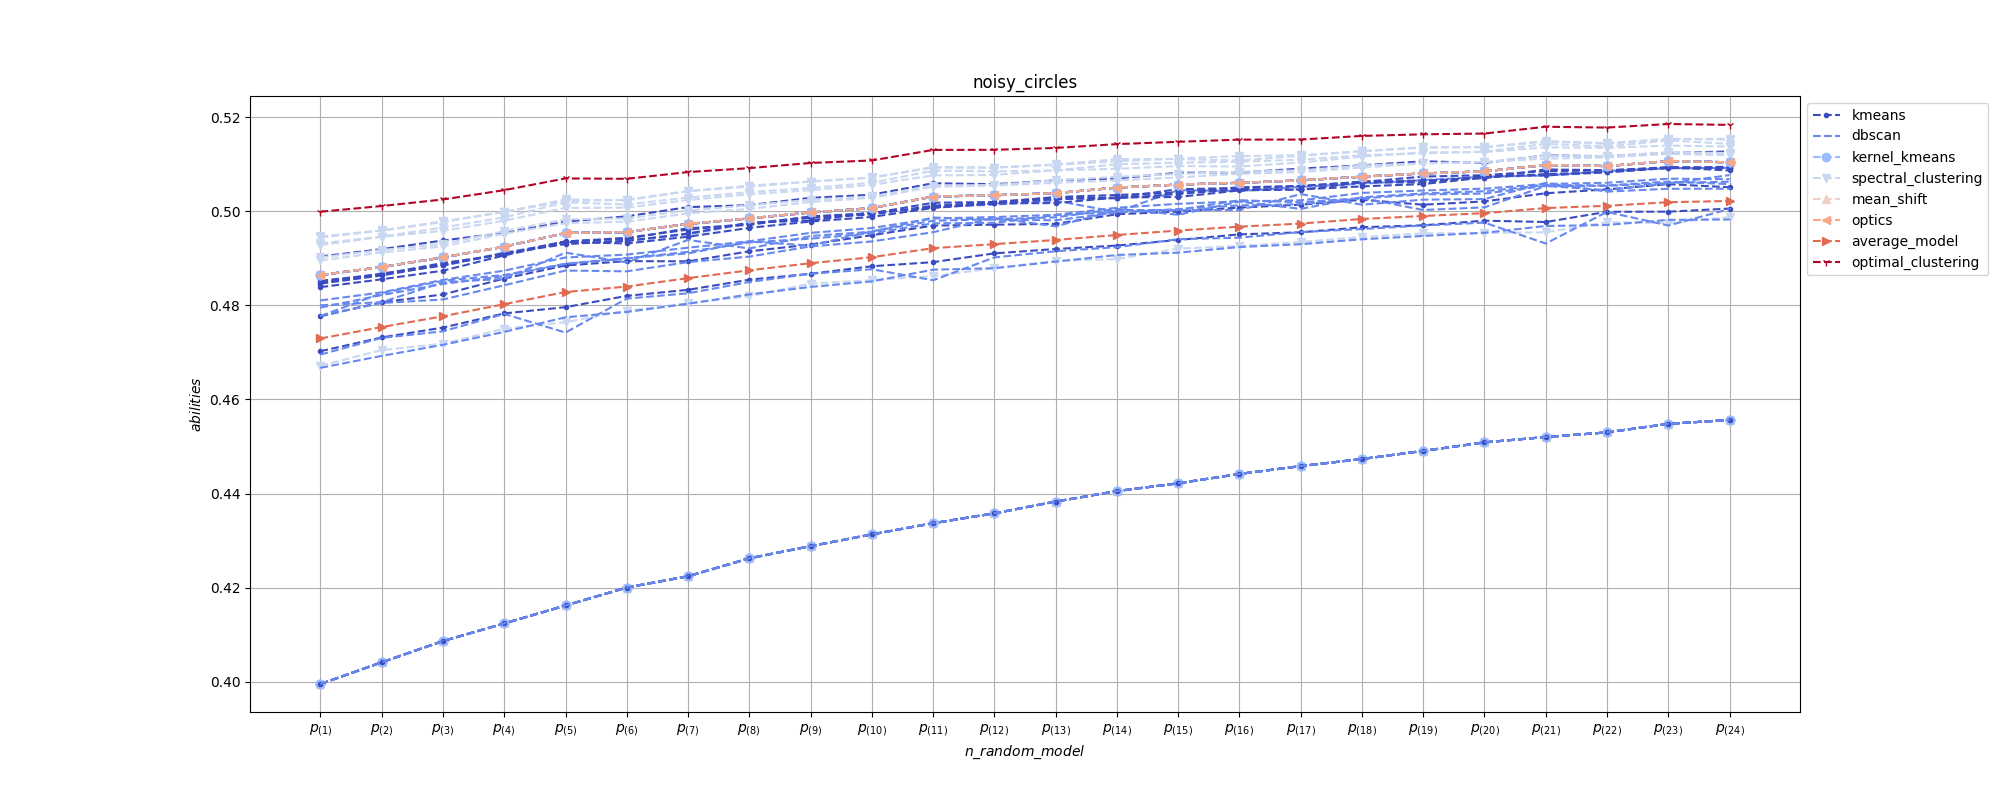 noisy_circles
0.52
0.50
0.48
0.46
0.44
0.42
0.40
abilities
p(1) p(2) p(3) p(4) p(5) p(6) p(7) p(8) p(9) p(10) p(11) p(12) p(13) p(14) p(15) p(16) p(17) p(18) p(19) p(20) p(21) p(22) p(23) p(24)
n_random_model
kmeans
dbscan
kernel_kmeans
spectral_clustering
mean_shift
optics
average_model
optimal_clustering